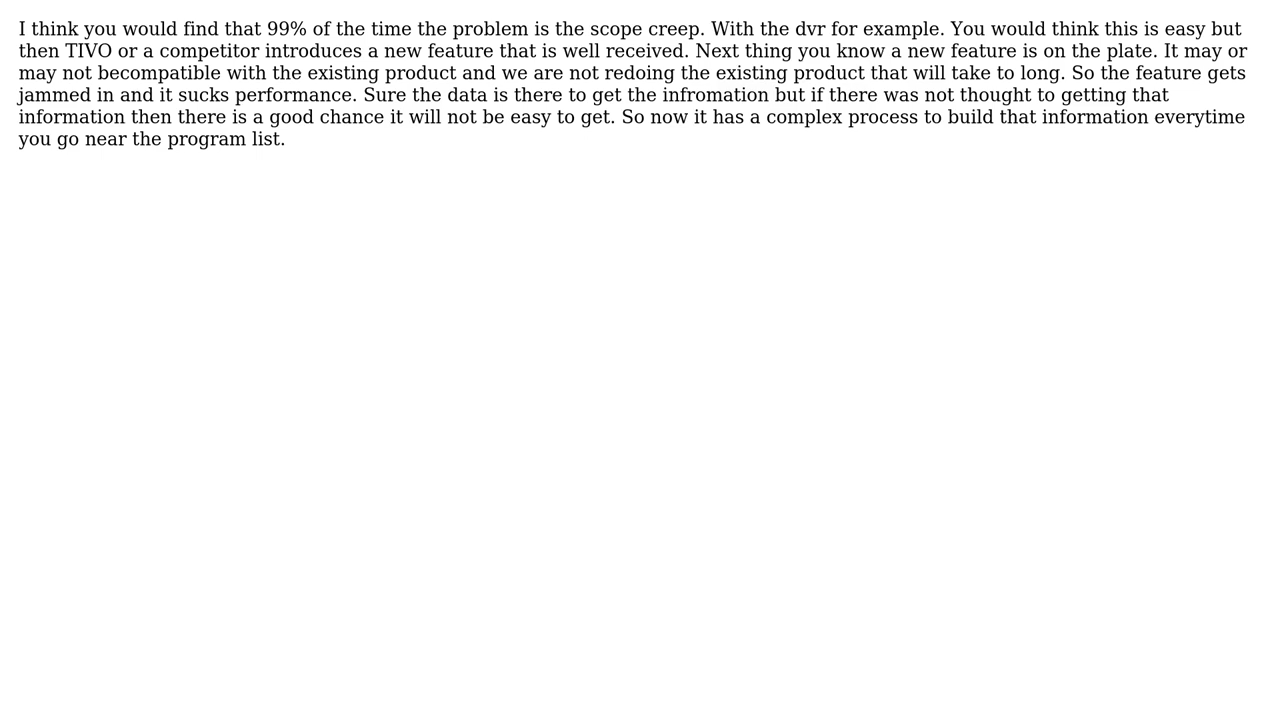 I think you would find that 99% of the time the problem is the scope creep. With the dvr for example. You would think this is easy but
then TIVO or a competitor introduces a new feature that is well received. Next thing you know a new feature is on the plate. It may or
may not becompatible with the existing product and we are not redoing the existing product that will take to long. So the feature gets
jammed in and it sucks performance. Sure the data is there to get the infromation but if there was not thought to getting that
information then there is a good chance it will not be easy to get. So now it has a complex process to build that information everytime
you go near the program list.